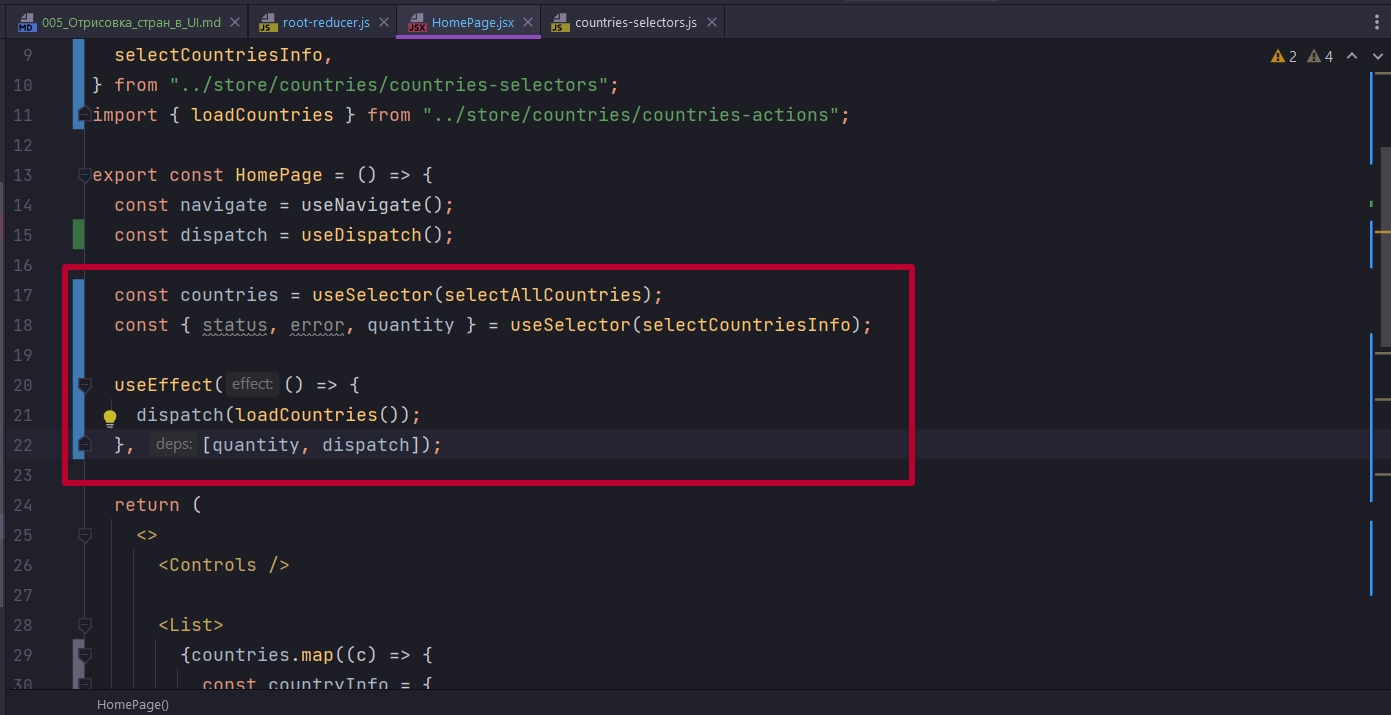 MD 005_Отрисовка_стран_в_UI.md JS root-reducer.js JSX HomePage.jsx JS countries-selectors.js
9 selectCountriesInfo, 2 4
10 } from "../store/countries/countries-selectors";
11 import { loadCountries } from "../store/countries/countries-actions";
12
13 export const HomePage = () => {
14 const navigate = useNavigate();
15 const dispatch = useDispatch();
16
17 const countries = useSelector(selectAllCountries);
18 const { status, error, quantity } = useSelector(selectCountriesInfo);
19
20 useEffect( effect: () => {
21 dispatch(loadCountries());
22 }, deps: [quantity, dispatch]);
23
24 return (
25 <>
26 <Controls />
27
28 <List>
29 {countries.map((c) => {
30 const countryInfo = {
HomePage()